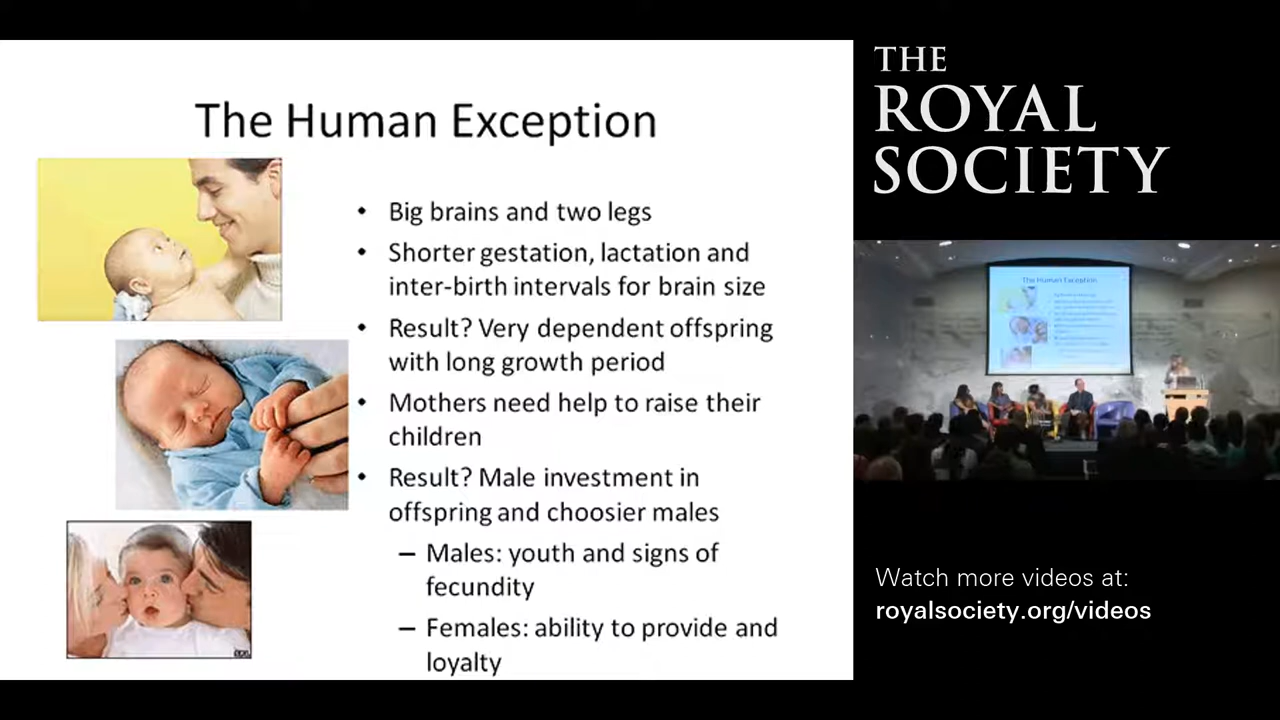 The Human Exception
• Big brains and two legs
• Shorter gestation, lactation and
inter-birth intervals for brain size
• Result? Very dependent offspring
with long growth period
• Mothers need help to raise their
children
• Result? Male investment in
offspring and choosier males
– Males: youth and signs of
fecundity
– Females: ability to provide and
loyalty
THE
ROYAL
SOCIETY
The Human Exception
Watch more videos at:
royalsociety.org/videos